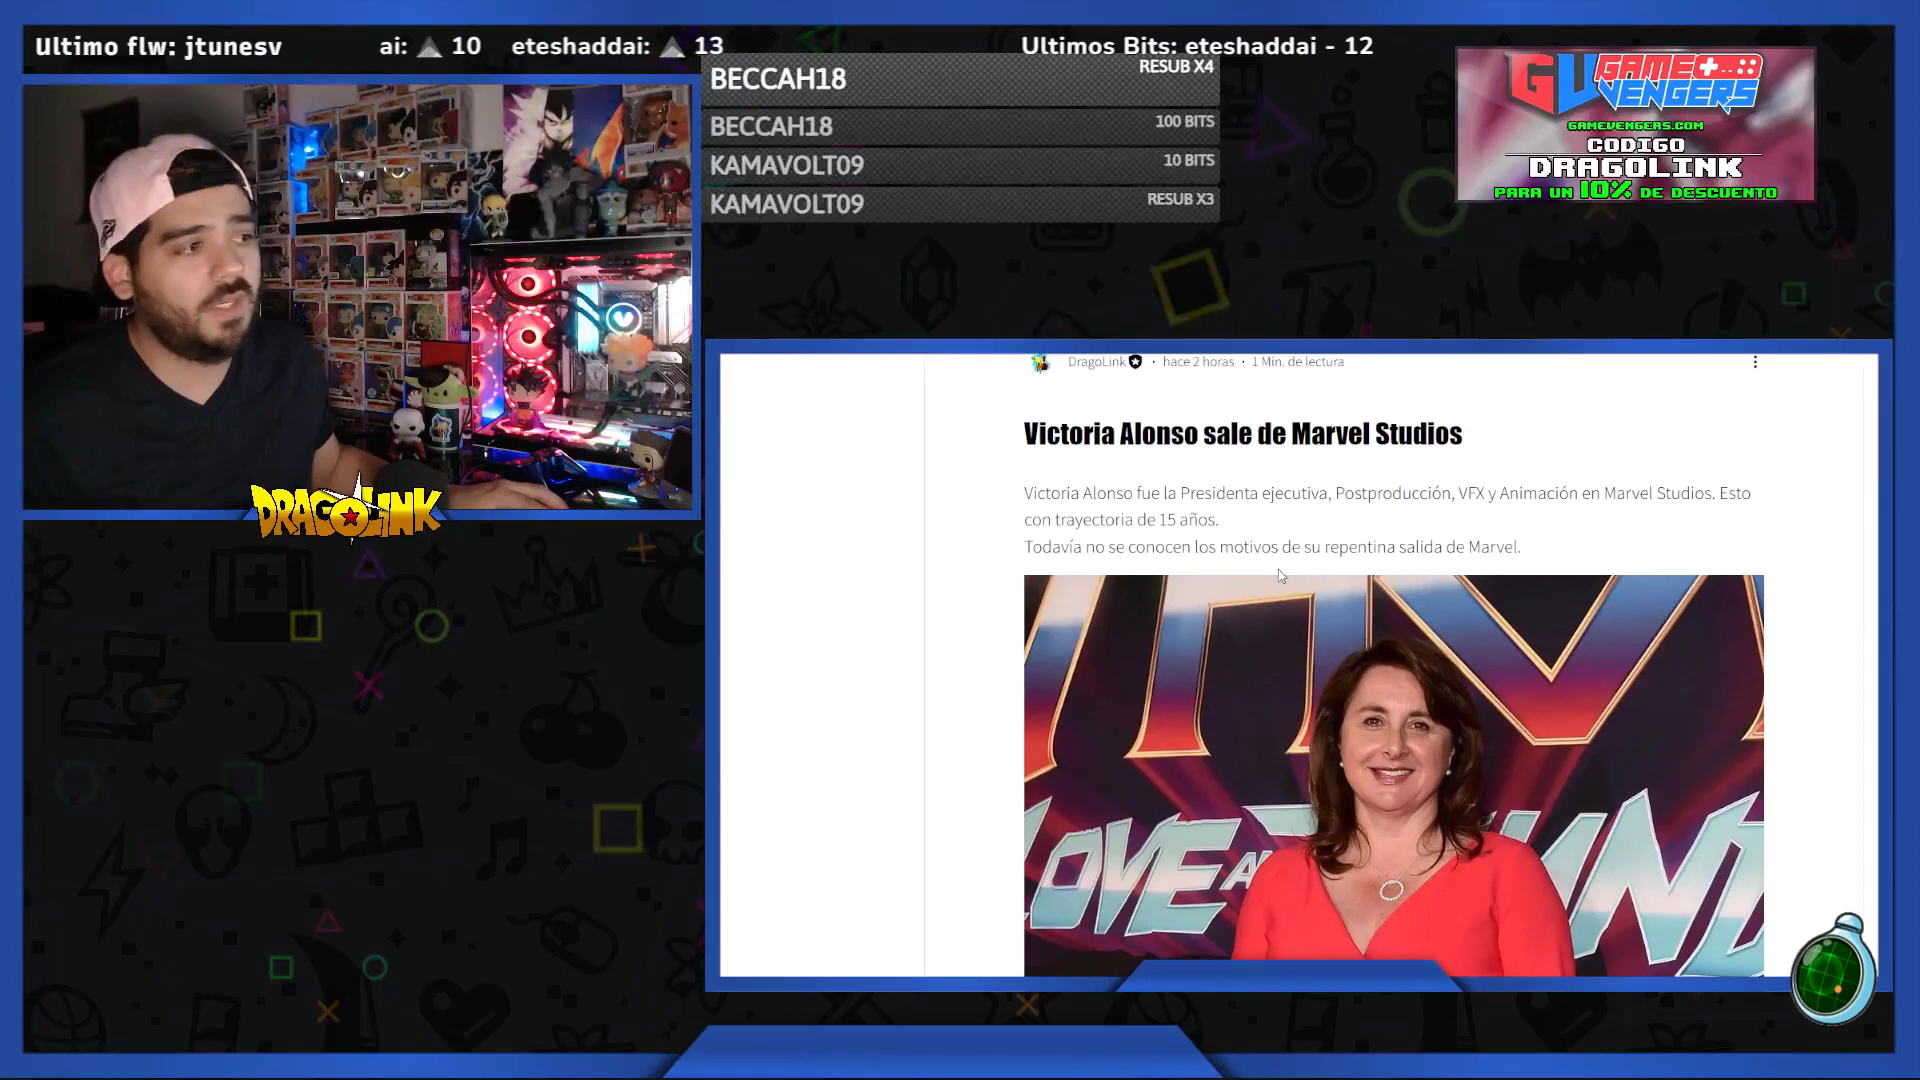 Ultimo flw: jtunesv
ai: 10
eteshaddai: 13
Ultimos Bits: eteshaddai - 12
BECCAH18 RESUB X4
BECCAH18 100 BITS
KAMAVOLT09 10 BITS
KAMAVOLT09 RESUB X3
GU GAME VENGERS
GAMEVENGERS.COM
CODIGO
DRAGOLINK
PARA UN 10% DE DESCUENTO
DRAGOLINK
DragoLink · hace 2 horas · 1 Min. de lectura
Victoria Alonso sale de Marvel Studios
Victoria Alonso fue la Presidenta ejecutiva, Postproducción, VFX y Animación en Marvel Studios. Esto
con trayectoria de 15 años.
Todavía no se conocen los motivos de su repentina salida de Marvel.
LOVE